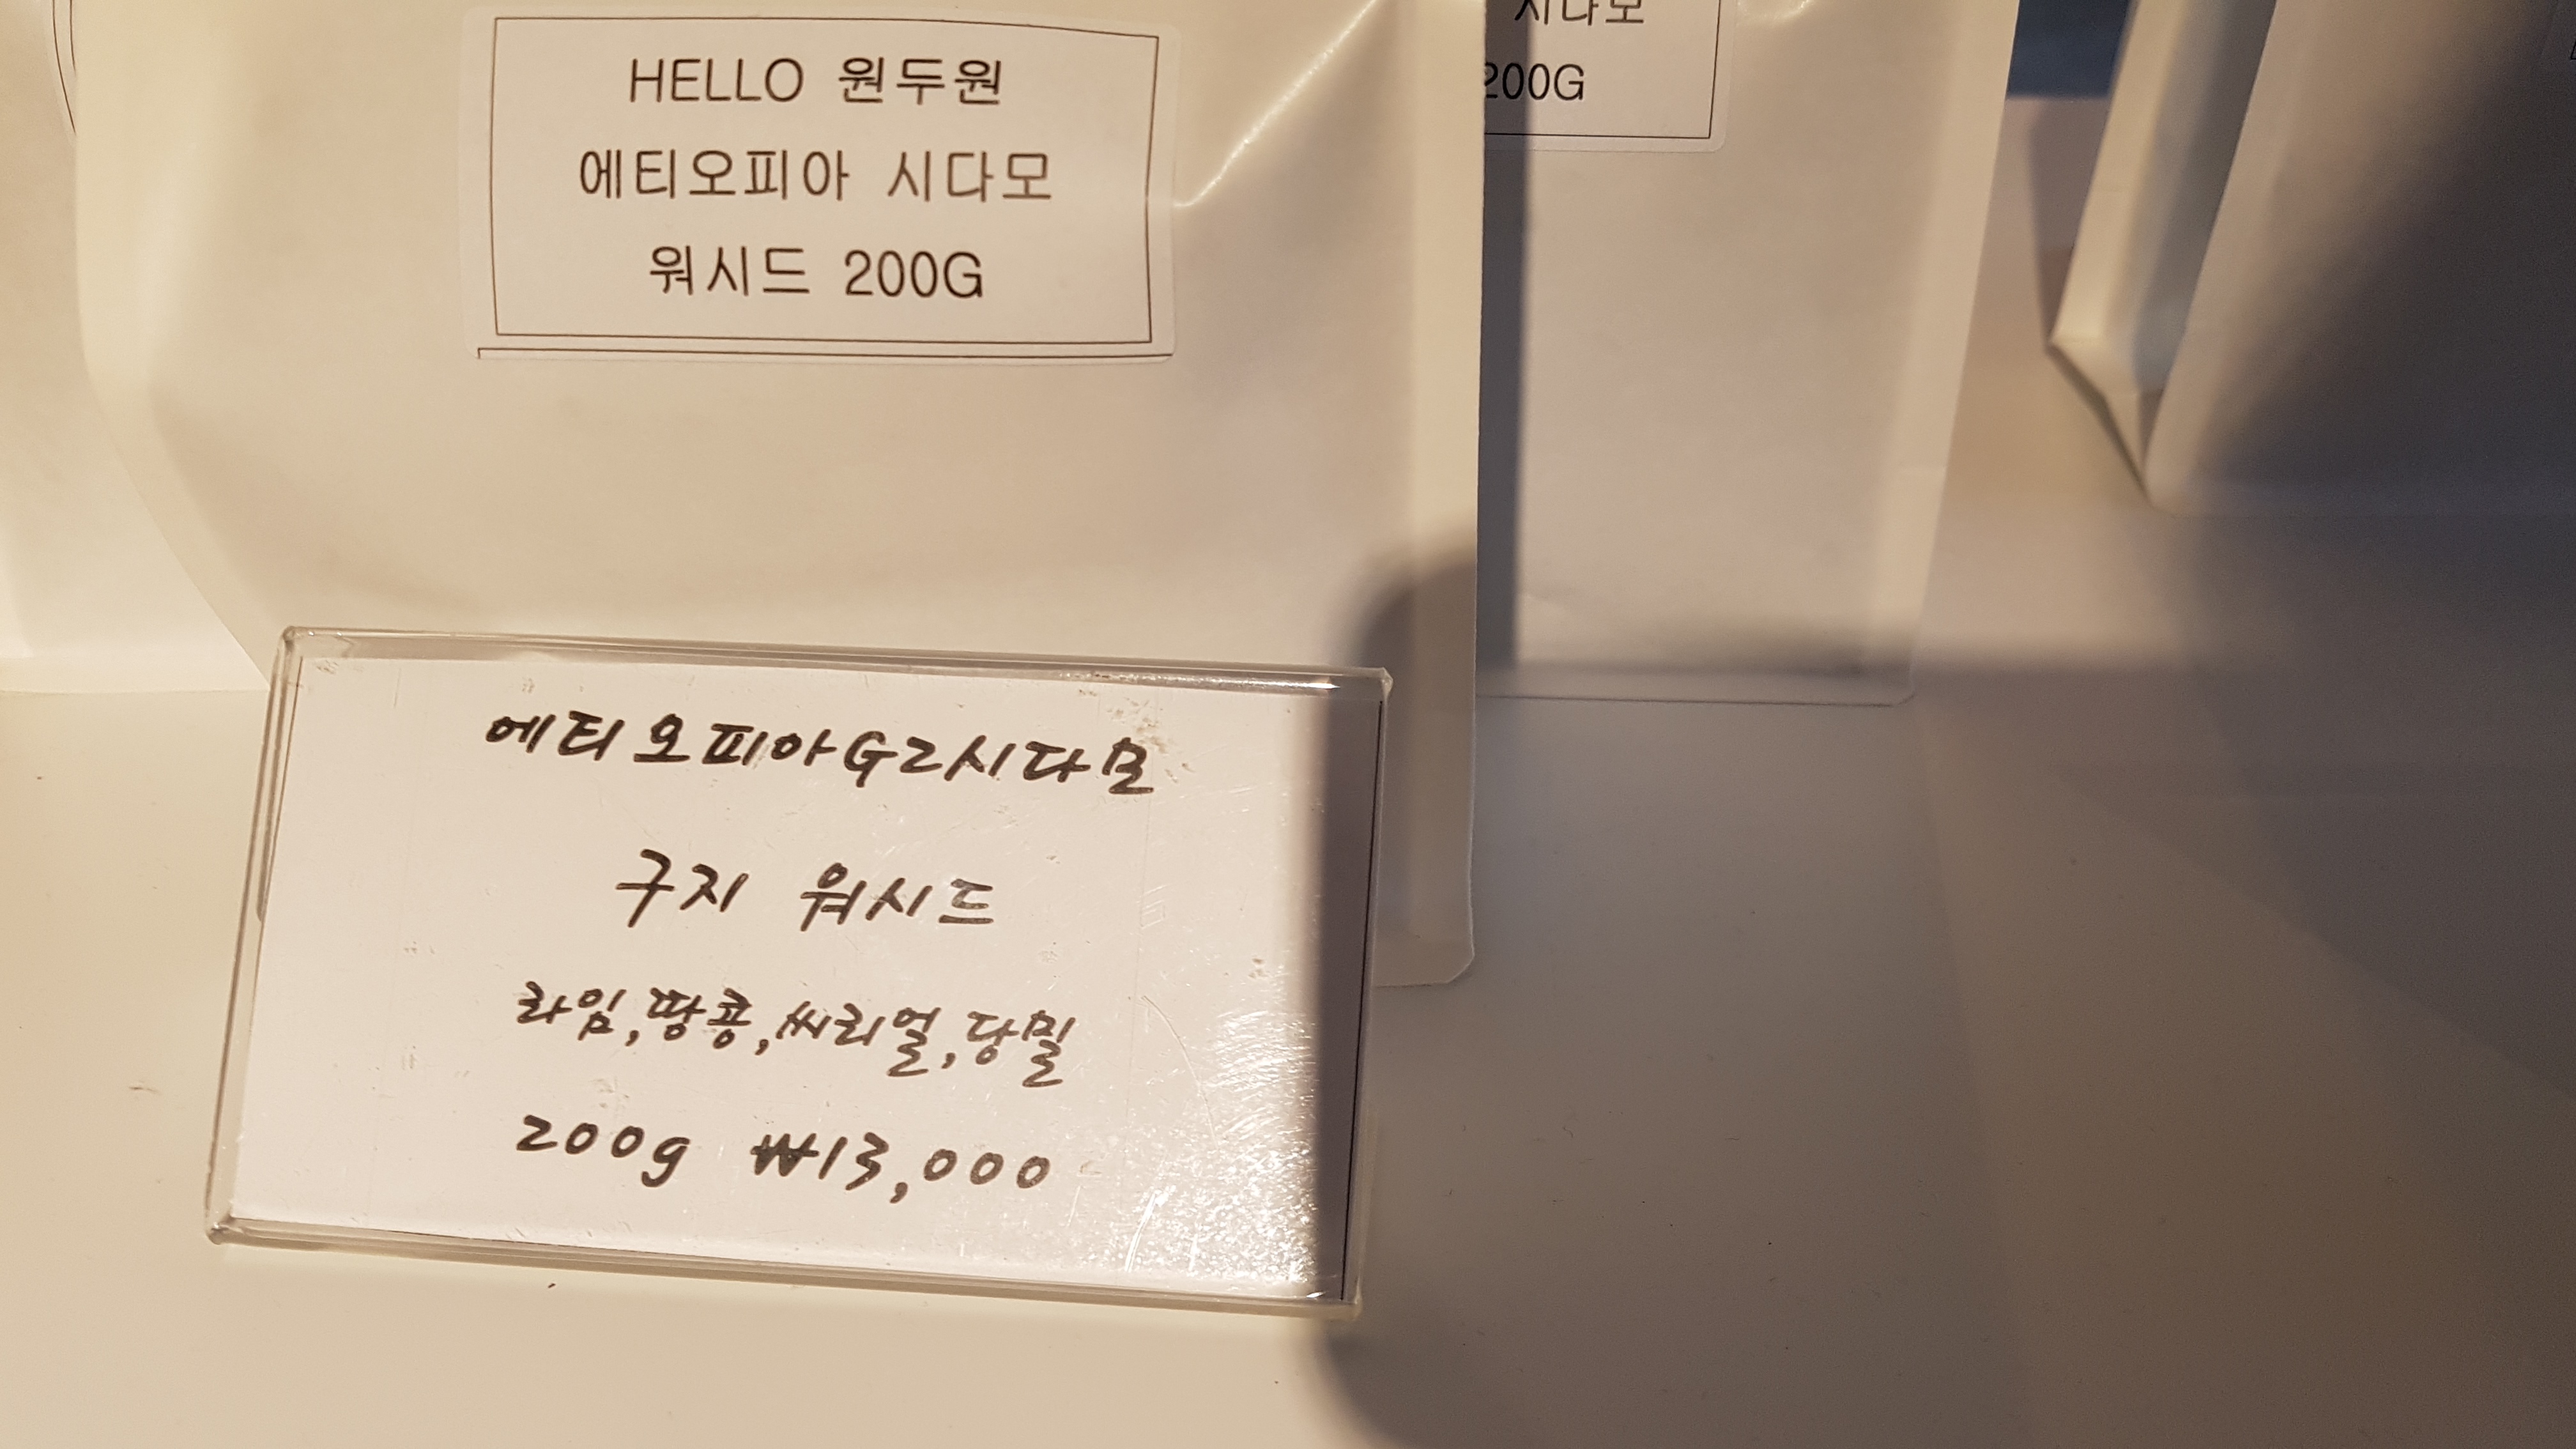 HELLO 원두원
에티오피아 시다모
워시드 200G
시다모
200G
에티오피아G2시다모
구지 워시드
라임,땅콩,씨리얼,당밀
200g ₩13,000